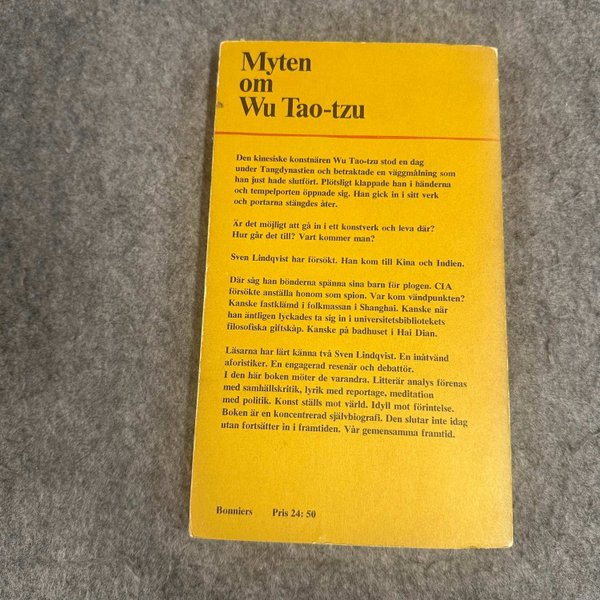 Myten
om
Wu Tao-tzu
Den kinesiske konstnären Wu Tao-tzu stod en dag
under Tangdynastien och betraktade en väggmålning som
han just hade slutfört. Plötsligt klappade han i händerna
och tempelporten öppnade sig. Han gick in i sitt verk
och portarna stängdes åter.
Är det möjligt att gå in i ett konstverk och leva där?
Hur går det till? Vart kommer man?
Sven Lindqvist har försökt. Han kom till Kina och Indien.
Där såg han bönderna spänna sina barn för plogen. CIA
försökte anställa honom som spion. Var kom vändpunkten?
Kanske fastklämd i folkmassan i Shanghai. Kanske när
han äntligen lyckades ta sig in i universitetsbibliotekets
filosofiska giftskåp. Kanske på badhuset i Hai Dian.
Läsarna har lärt känna två Sven Lindqvist. En inåtvänd
aforistiker. En engagerad resenär och debattör.
I den här boken möter de varandra. Litterär analys förenas
med samhällskritik, lyrik med reportage, meditation
med politik. Konst ställs mot värld. Idyll mot förintelse.
Boken är en koncentrerad självbiografi. Den slutar inte idag
utan fortsätter in i framtiden. Vår gemensamma framtid.
Bonniers Pris 24: 50